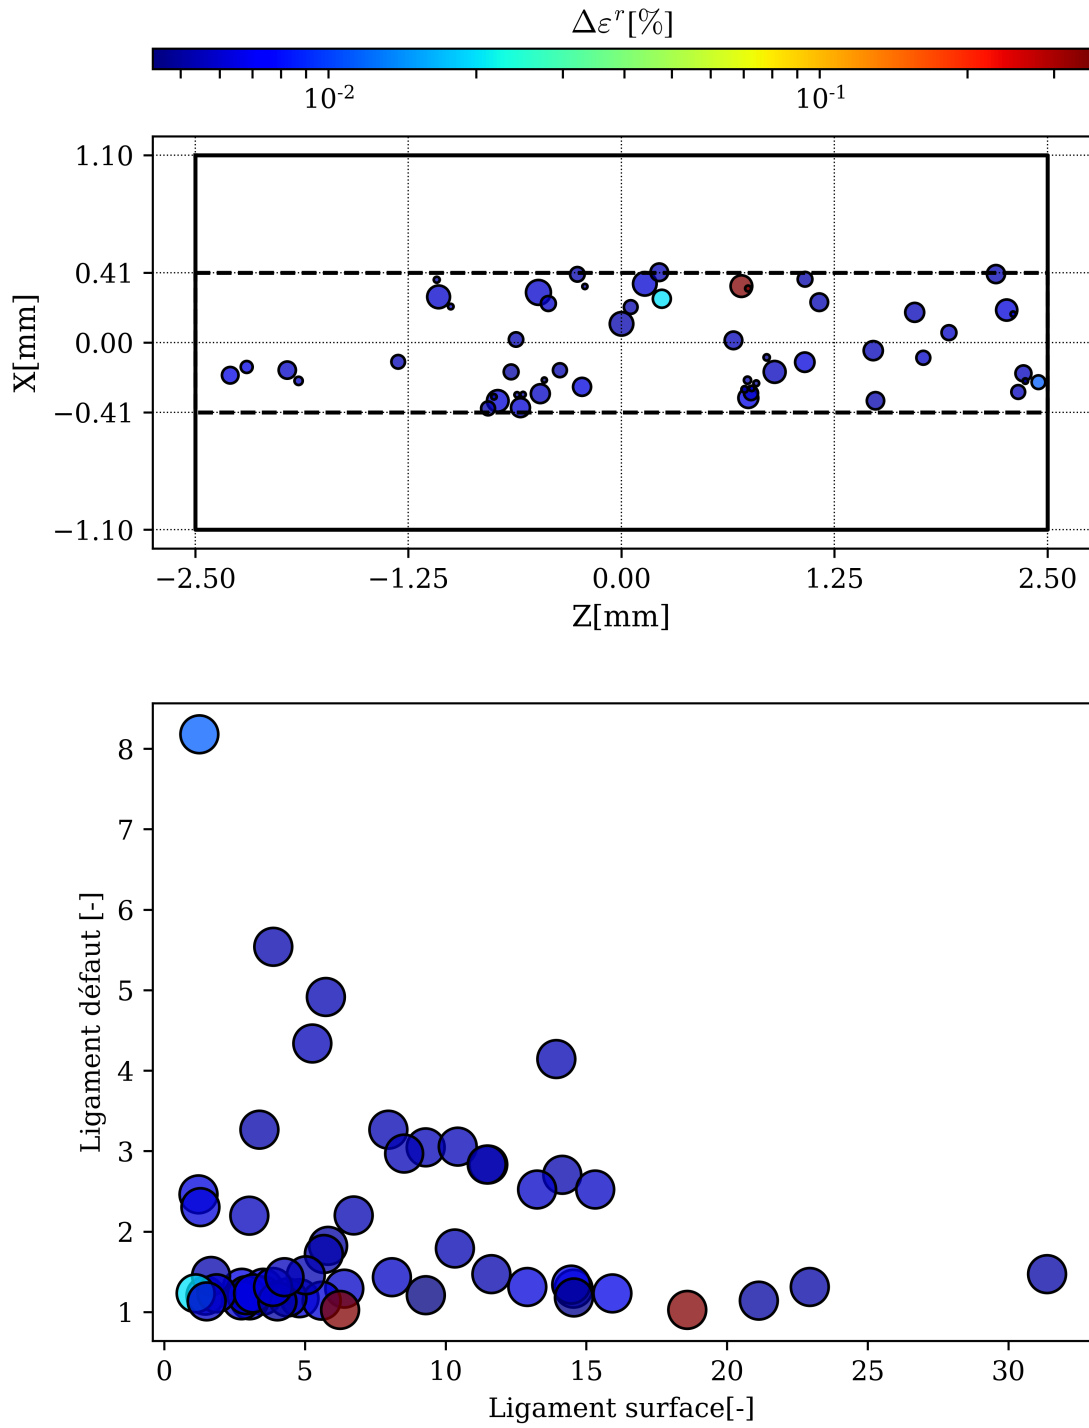 Δε^r[%]
10^-2 10^-1
X[mm]
1.10
0.41
0.00
−0.41
−1.10
−2.50 −1.25 0.00 1.25 2.50
Z[mm]
Ligament défaut [-]
8
7
6
5
4
3
2
1
0 5 10 15 20 25 30
Ligament surface[-]